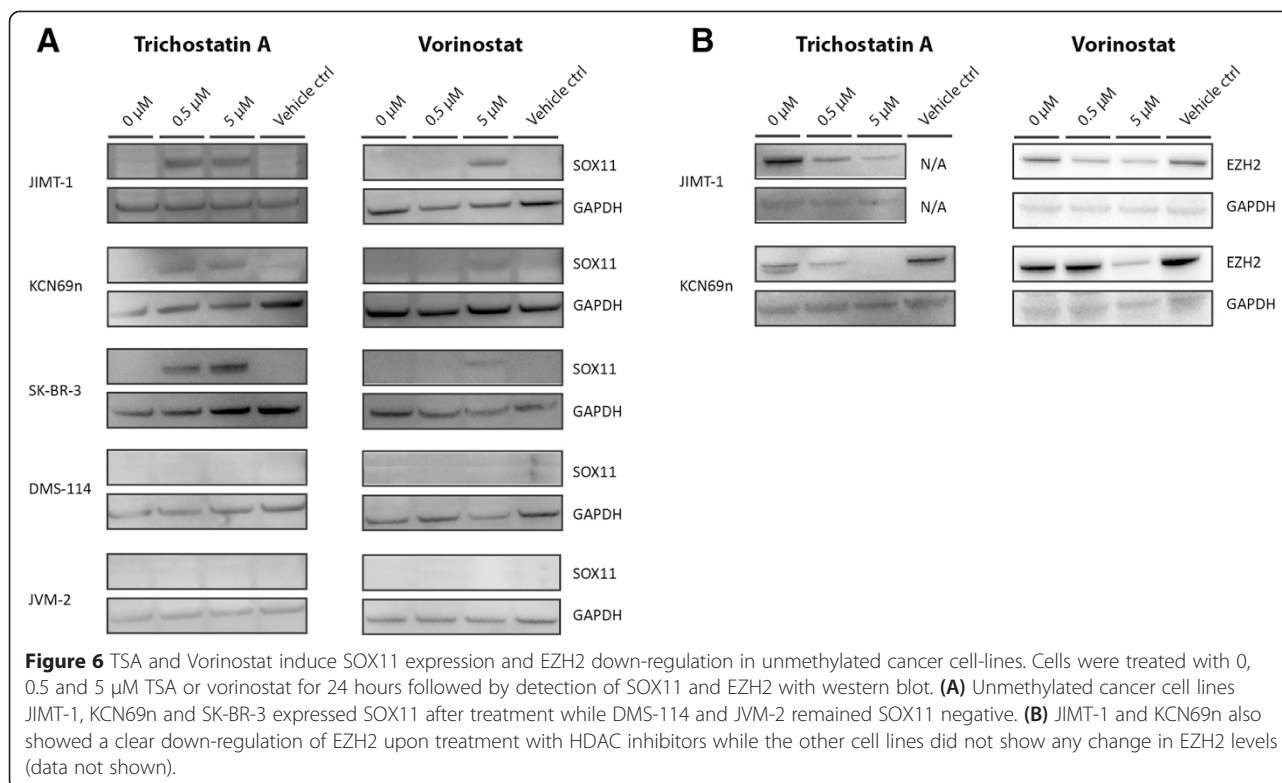 A
Trichostatin A
Vorinostat
0 µM
0.5 µM
5 µM
Vehicle ctrl
0 µM
0.5 µM
5 µM
Vehicle ctrl
JIMT-1
SOX11
GAPDH
KCN69n
SOX11
GAPDH
SK-BR-3
SOX11
GAPDH
DMS-114
SOX11
GAPDH
JVM-2
SOX11
GAPDH
B
Trichostatin A
Vorinostat
0 µM
0.5 µM
5 µM
Vehicle ctrl
0 µM
0.5 µM
5 µM
Vehicle ctrl
JIMT-1
N/A
EZH2
N/A
GAPDH
KCN69n
EZH2
GAPDH
Figure 6 TSA and Vorinostat induce SOX11 expression and EZH2 down-regulation in unmethylated cancer cell-lines. Cells were treated with 0,
0.5 and 5 µM TSA or vorinostat for 24 hours followed by detection of SOX11 and EZH2 with western blot. (A) Unmethylated cancer cell lines
JIMT-1, KCN69n and SK-BR-3 expressed SOX11 after treatment while DMS-114 and JVM-2 remained SOX11 negative. (B) JIMT-1 and KCN69n also
showed a clear down-regulation of EZH2 upon treatment with HDAC inhibitors while the other cell lines did not show any change in EZH2 levels
(data not shown).